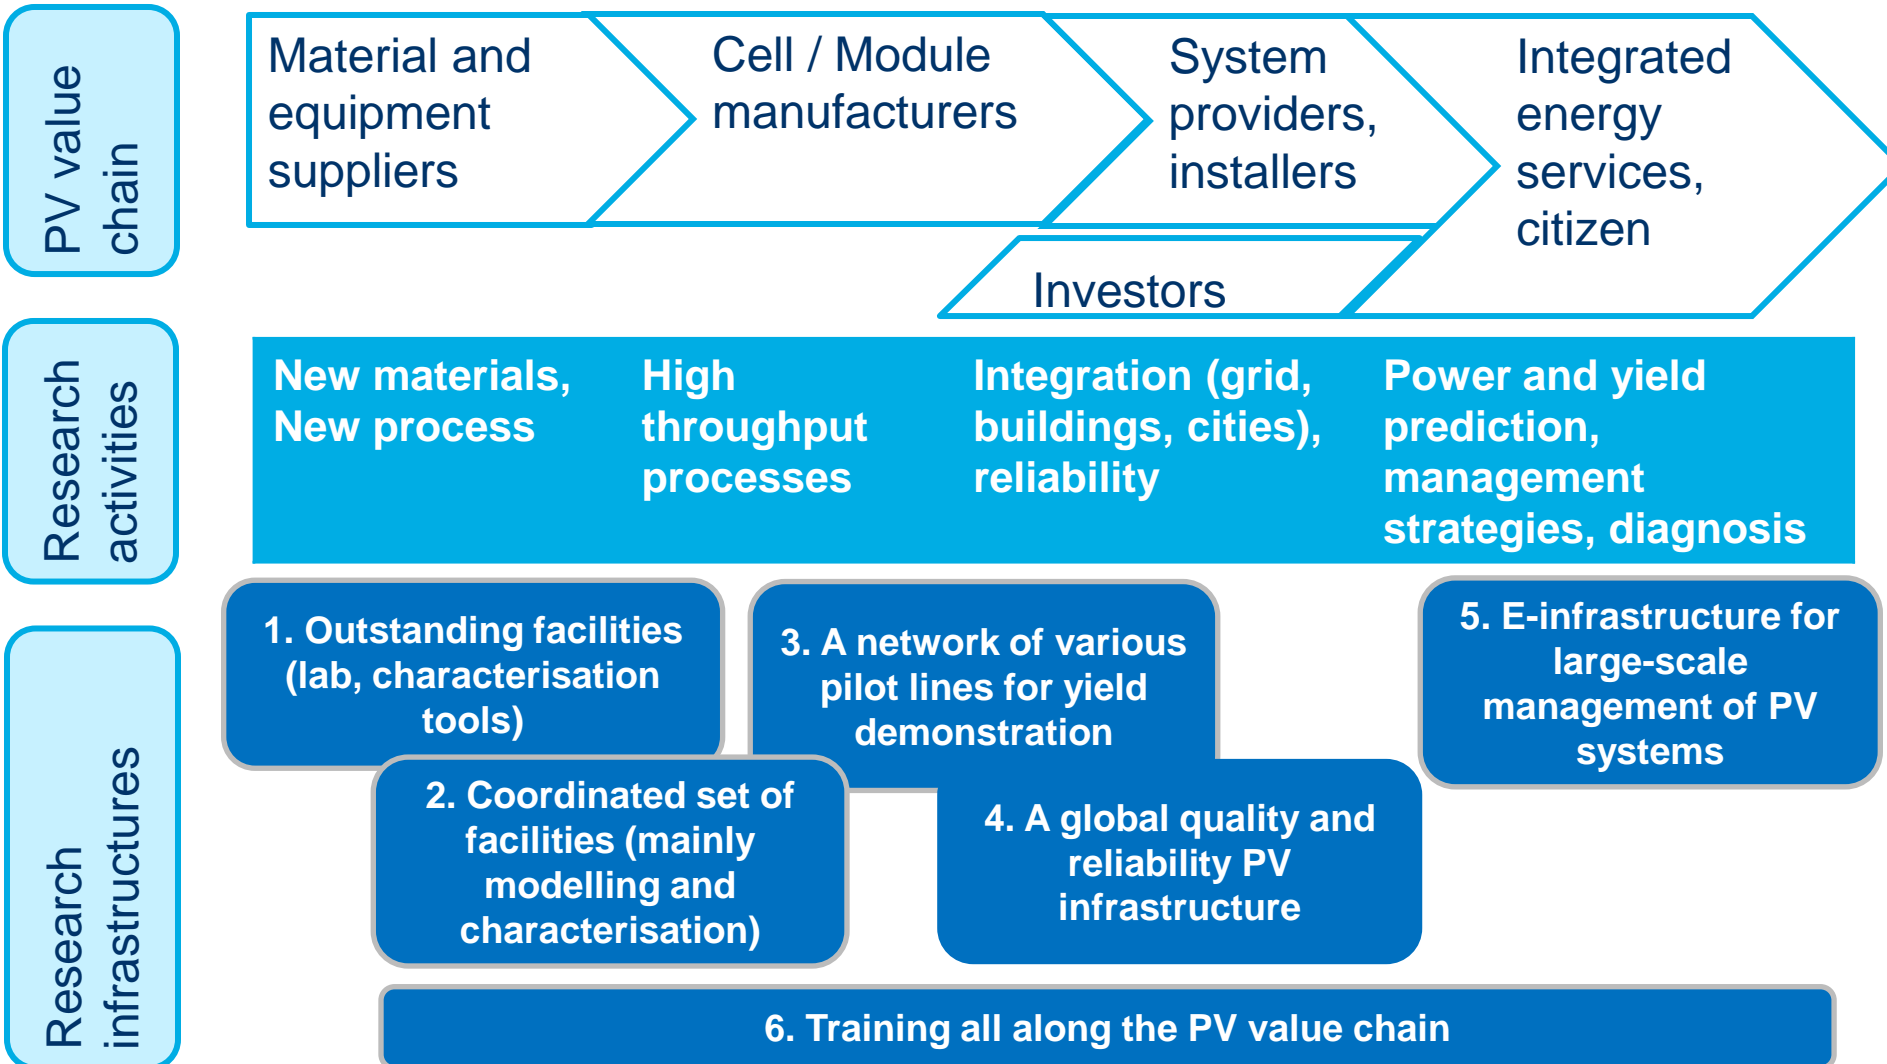 PV value
chain
Material and
equipment
suppliers
Cell / Module
manufacturers
System
providers,
installers
Integrated
energy
services,
citizen
Investors
Research
activities
New materials,
New process
High
throughput
processes
Integration (grid,
buildings, cities),
reliability
Power and yield
prediction,
management
strategies, diagnosis
Research
infrastructures
1. Outstanding facilities
(lab, characterisation
tools)
2. Coordinated set of
facilities (mainly
modelling and
characterisation)
3. A network of various
pilot lines for yield
demonstration
4. A global quality and
reliability PV
infrastructure
5. E-infrastructure for
large-scale
management of PV
systems
6. Training all along the PV value chain